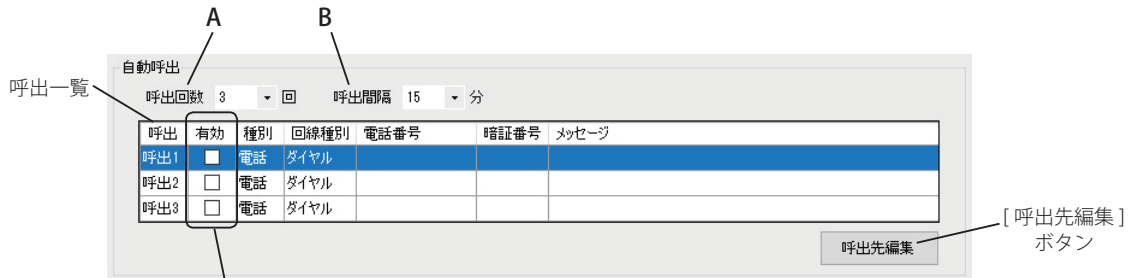 A B
自動呼出
呼出一覧
呼出回数 3 回 呼出間隔 15 分
呼出 有効 種別 回線種別 電話番号 暗証番号 メッセージ
呼出1 電話 ダイヤル
呼出2 電話 ダイヤル
呼出3 電話 ダイヤル
呼出先編集
[ 呼出先編集 ]
ボタン